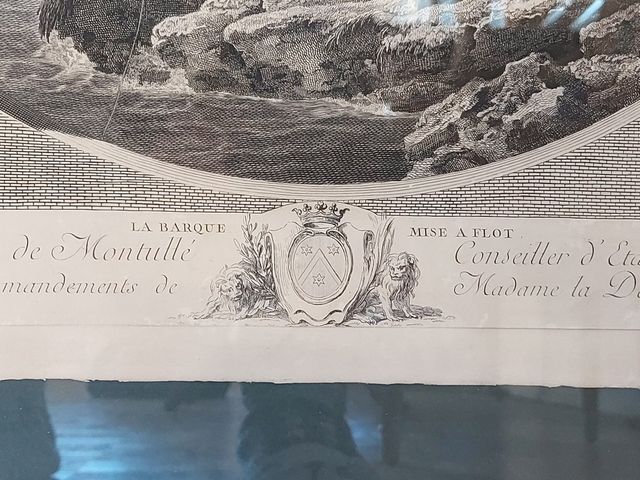 LA BARQUE MISE A FLOT.
de Montullé Conseiller d'Eta
mandements de Madame la D